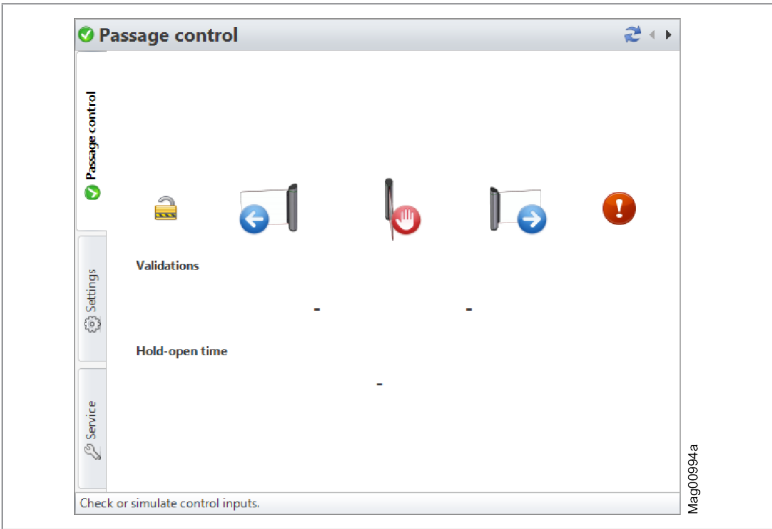 Passage control
Passage control
Settings
Service
Validations
- -
Hold-open time
-
Check or simulate control inputs.
Mag00994a